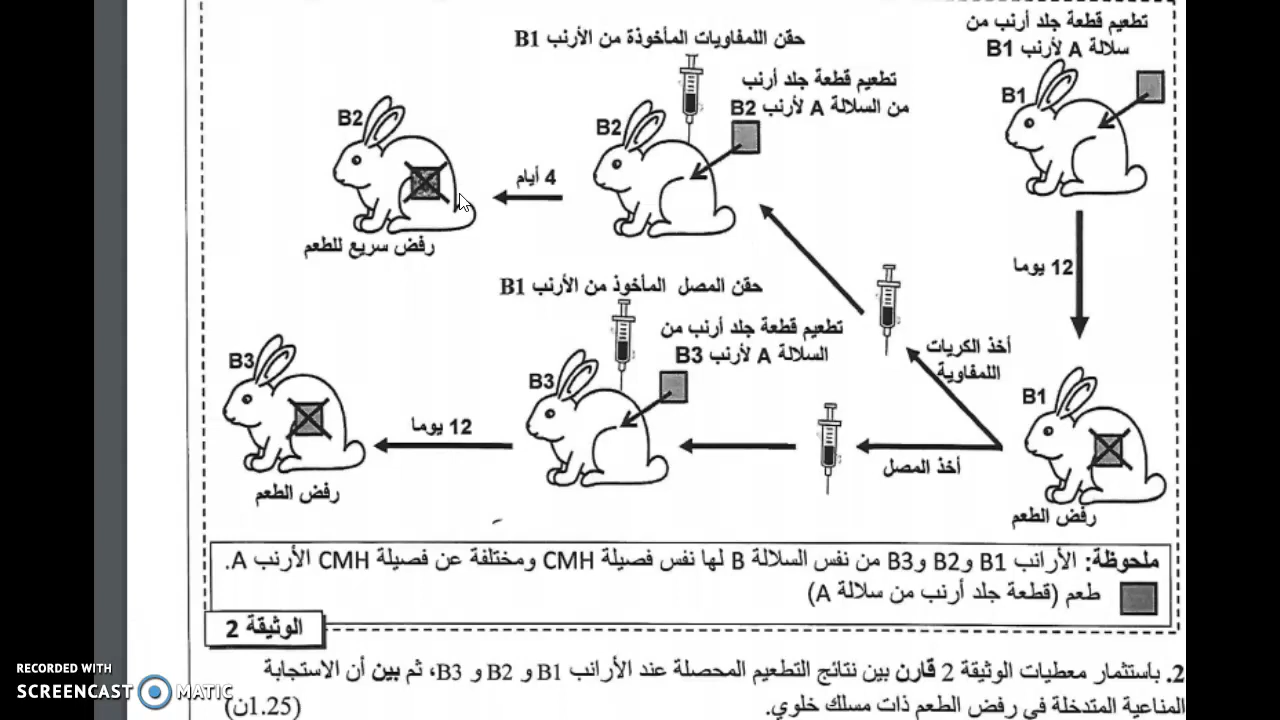 تطعيم قطعة جلد أرنب من
سلالة A لأرنب B1
B1
حقن اللمفاويات المأخوذة من الأرنب B1
تطعيم قطعة جلد أرنب
من السلالة A لأرنب B2
B2
4 أيام
B2
رفض سريع للطعم
12 يوما
أخذ الكريات
اللمفاوية
B1
رفض الطعم
أخذ المصل
حقن المصل المأخوذ من الأرنب B1
تطعيم قطعة جلد أرنب من
السلالة A لأرنب B3
B3
12 يوما
B3
رفض الطعم
ملحوظة: الأرانب B1 وB2 وB3 من نفس السلالة B لها نفس فصيلة CMH ومختلفة عن فصيلة CMH الأرنب A.
طعم (قطعة جلد أرنب من سلالة A)
الوثيقة 2
2. باستثمار معطيات الوثيقة 2 قارن بين نتائج التطعيم المحصلة عند الأرانب B1 و B2 و B3، ثم بين أن الاستجابة
المناعية المتدخلة في رفض الطعم ذات مسلك خلوي. (1.25ن)
RECORDED WITH
SCREENCAST MATIC